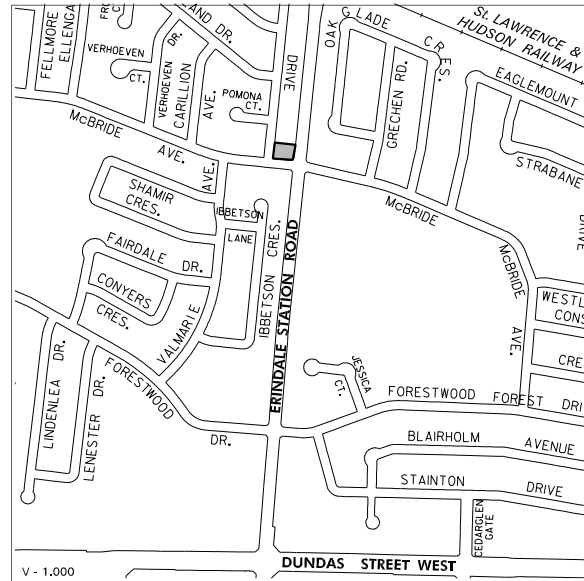 FELLMORE
ELLENGA
FRO
CT.
VERHOEVEN
CT.
VERHOEVEN
DR.
CARILLION
AVE.
AND DR.
POMONA
CT.
DRIVE
OAK GLADE CRES.
GRECHEN RD.
ST. LAWRENCE &
HUDSON RAILWAY
EAGLEMOUNT
STRABANE
DRIVE
McBRIDE AVE.
AVE.
McBRIDE
McBRIDE AVE.
SHAMIR
CRES.
IBBETSON
LANE
IBBETSON CRES.
ERINDALE STATION ROAD
FAIRDALE DR.
CONYERS
CRES.
VALMARIE
WESTL
CONS
CRE
LINDENLEA DR.
LENESTER DR.
FORESTWOOD DR.
JESSICA
CT.
FORESTWOOD FOREST DRI
BLAIRHOLM AVENUE
STAINTON DRIVE
CEDARGLEN
GATE
DUNDAS STREET WEST
V - 1.000